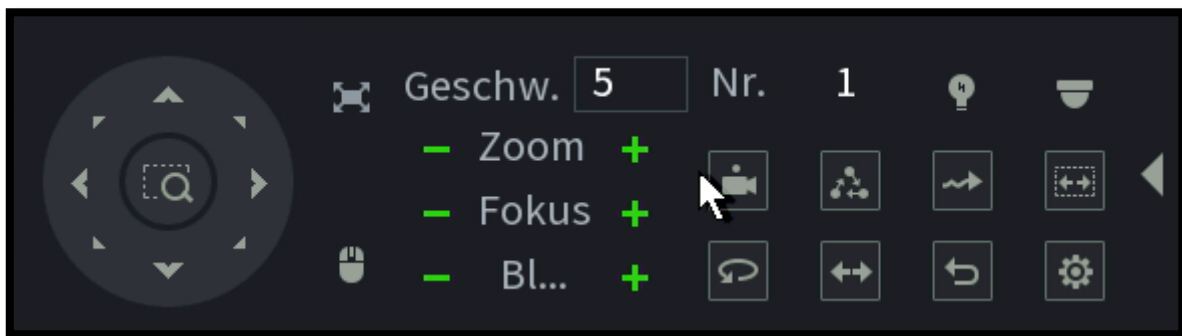 Geschw. 5 Nr. 1
− Zoom +
− Fokus +
− Bl... +